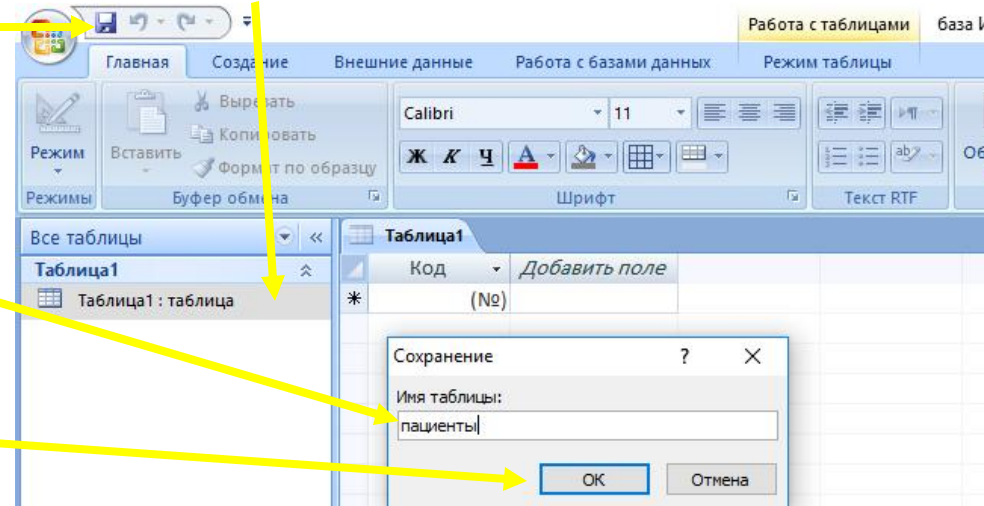 Работа с таблицами база И
Главная Создание Внешние данные Работа с базами данных Режим таблицы
Вырезать
Копировать
Формат по образцу
Режим
Вставить
Calibri 11
Ж К Ч
Режимы Буфер обмена Шрифт Текст RTF
Все таблицы
Таблица1
Таблица1 : таблица
Таблица1
Код Добавить поле
(№)
Сохранение
Имя таблицы:
пациенты
ОК Отмена